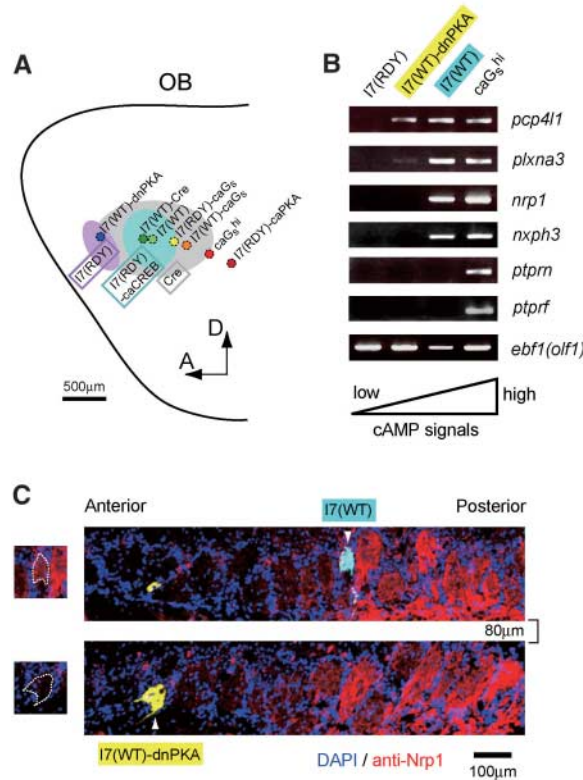 A
OB
I7(WT)-dnPKA
I7(WT)-Cre
I7(WT)
I7(RDY)-caGs
I7(WT)-caGs
caGs hi
I7(RDY)-caPKA
I7(RDY)
I7(RDY)
-caCREB
Cre
D
A
500μm
B
I7(RDY)
I7(WT)-dnPKA
I7(WT)
caGs hi
pcp4l1
plxna3
nrp1
nxph3
ptprn
ptprf
ebf1(olf1)
low
high
cAMP signals
C
Anterior
I7(WT)
Posterior
80μm
I7(WT)-dnPKA
DAPI / anti-Nrp1
100μm